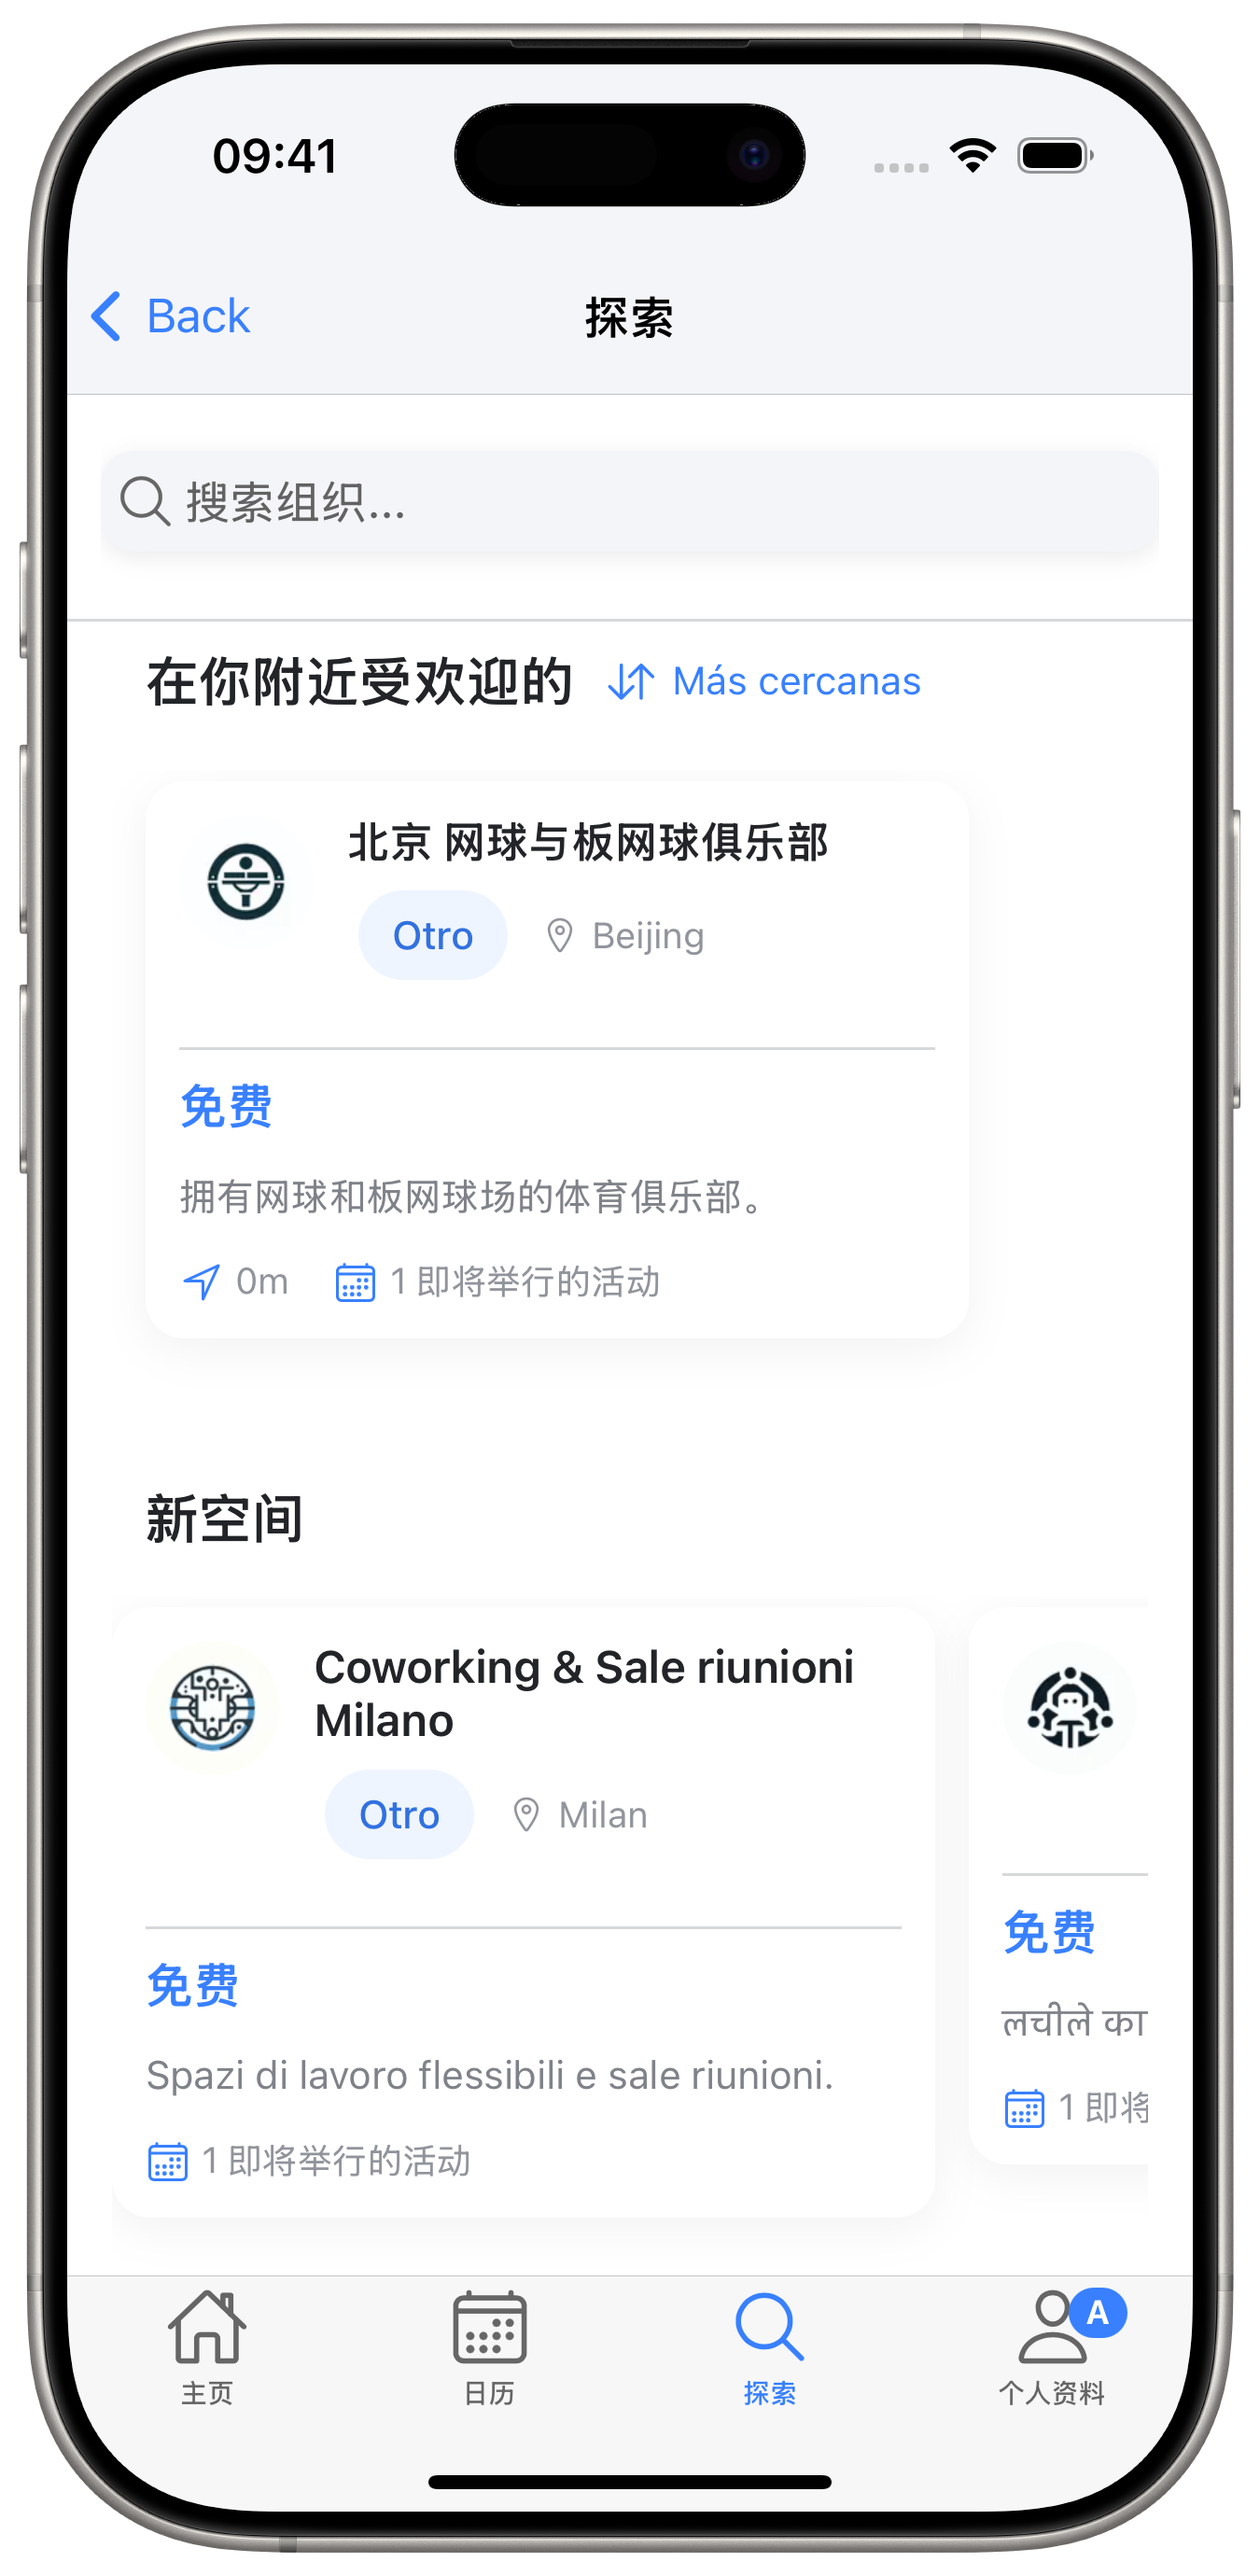 09:41
Back
探索
搜索组织...
在你附近受欢迎的 Más cercanas
北京 网球与板网球俱乐部
Otro Beijing
免费
拥有网球和板网球场的体育俱乐部。
0m 1 即将举行的活动
新空间
Coworking & Sale riunioni
Milano
Otro Milan
免费
Spazi di lavoro flessibili e sale riunioni.
1 即将举行的活动
免费
लचीले का
1 即将
A
主页 日历 探索 个人资料